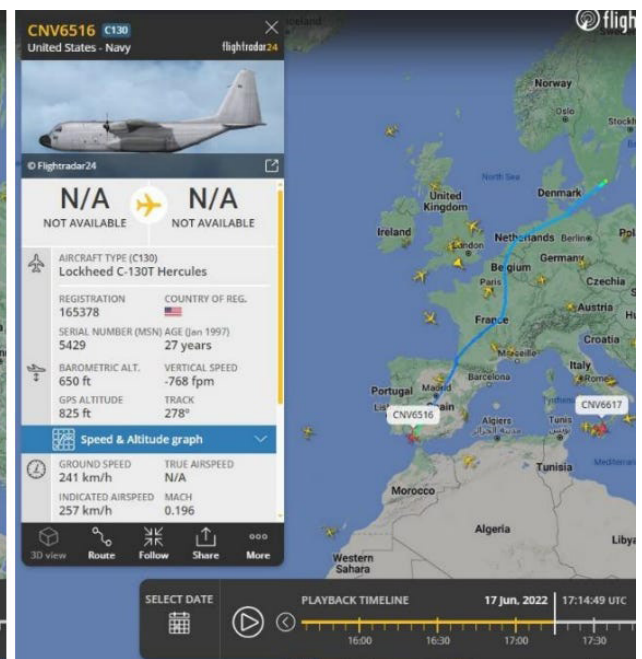 CNV6516 C130
United States - Navy
flightradar24
© Flightradar24
N/A
NOT AVAILABLE
N/A
NOT AVAILABLE
AIRCRAFT TYPE (C130)
Lockheed C-130T Hercules
REGISTRATION
165378
COUNTRY OF REG.
SERIAL NUMBER (MSN)
5429
AGE (Jan 1997)
27 years
BAROMETRIC ALT.
650 ft
VERTICAL SPEED
-768 fpm
GPS ALTITUDE
825 ft
TRACK
278°
Speed & Altitude graph
GROUND SPEED
241 km/h
TRUE AIRSPEED
N/A
INDICATED AIRSPEED
257 km/h
MACH
0.196
3D view
Route
Follow
Share
More
fligh
Norway
Oslo
Stockh
North Sea
Denmark
United
Kingdom
Ireland
London
Netherlands
Berlin
Pol
Belgium
Germany
Paris
Czechia
Austria
Hu
France
Croatia
Marseille
Italy
Rome
Barcelona
Portugal
Madrid
Spain
CNV6516
CNV6617
Algiers
Tunis
Tunisia
Mediterran
Morocco
Algeria
Libya
Western
Sahara
SELECT DATE
PLAYBACK TIMELINE
17 Jun, 2022
17:14:49 UTC
16:00
16:30
17:00
17:30